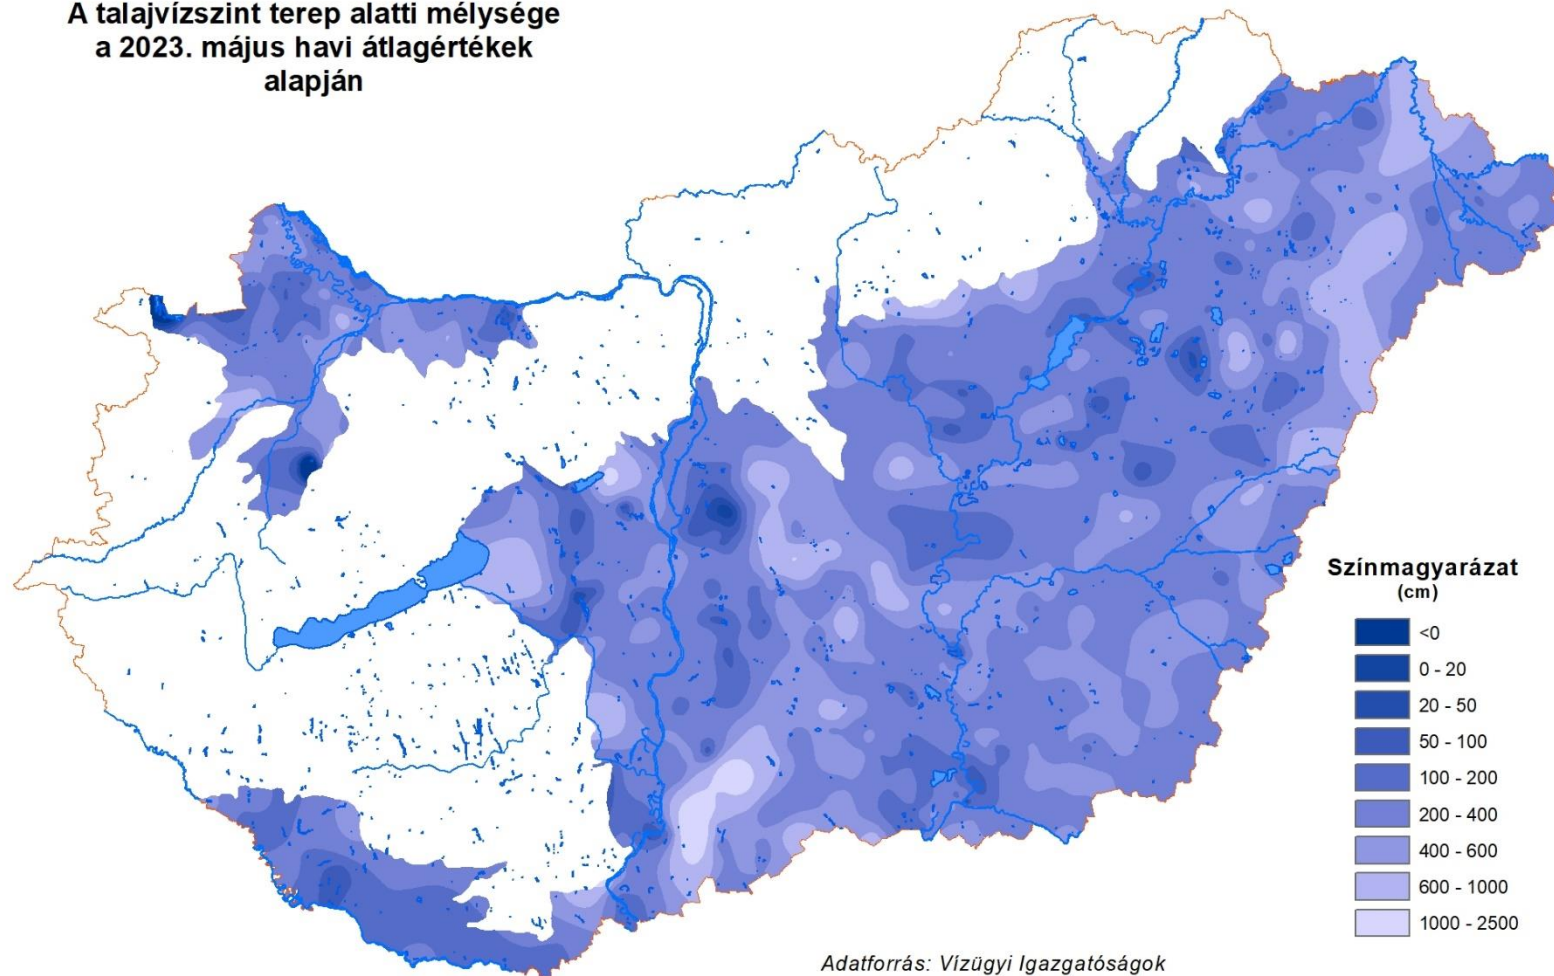 A talajvízszint terep alatti mélysége
a 2023. május havi átlagértékek
alapján
Színmagyarázat
(cm)
<0
0 - 20
20 - 50
50 - 100
100 - 200
200 - 400
400 - 600
600 - 1000
1000 - 2500
Adatforrás: Vízügyi Igazgatóságok